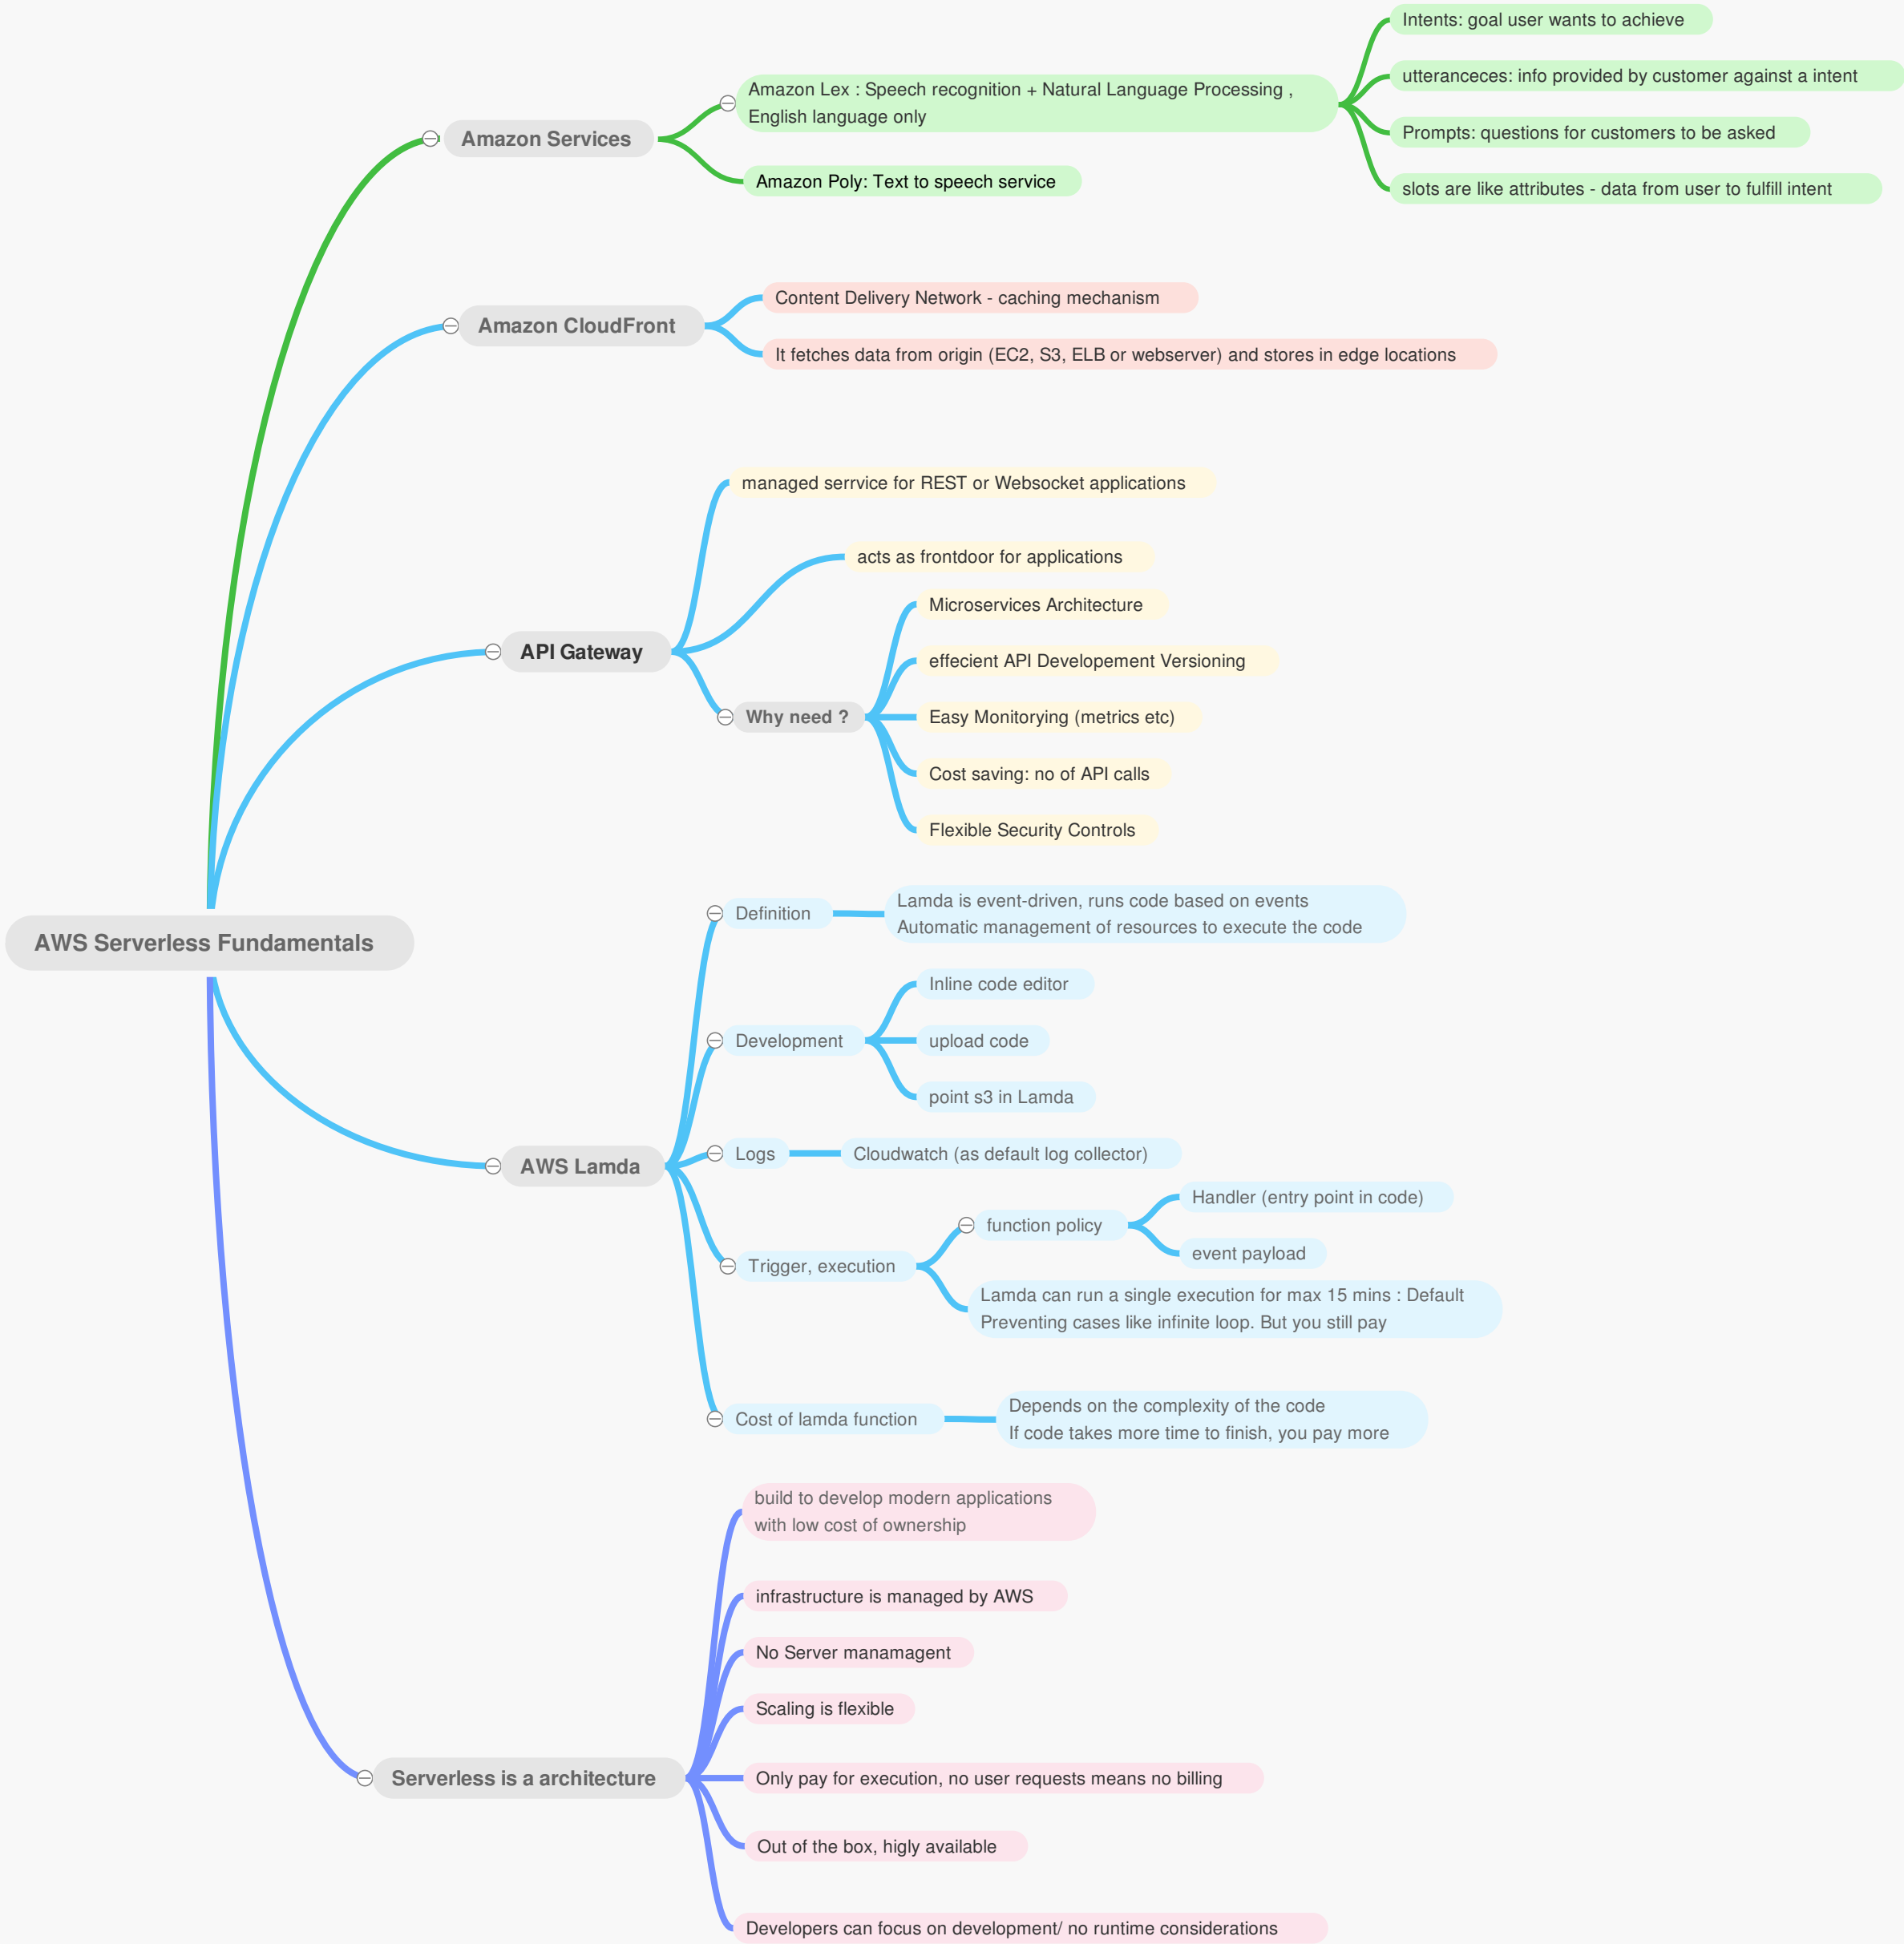 Intents: goal user wants to achieve
utteranceces: info provided by customer against a intent
Amazon Lex : Speech recognition + Natural Language Processing ,
English language only
Prompts: questions for customers to be asked
Amazon Services
slots are like attributes - data from user to fulfill intent
Amazon Poly: Text to speech service
Content Delivery Network - caching mechanism
Amazon CloudFront
It fetches data from origin (EC2, S3, ELB or webserver) and stores in edge locations
managed serrvice for REST or Websocket applications
acts as frontdoor for applications
Microservices Architecture
API Gateway
effecient API Developement Versioning
Why need ?
Easy Monitorying (metrics etc)
Cost saving: no of API calls
Flexible Security Controls
AWS Serverless Fundamentals
Definition
Lamda is event-driven, runs code based on events
Automatic management of resources to execute the code
Inline code editor
Development
upload code
point s3 in Lamda
AWS Lamda
Logs
Cloudwatch (as default log collector)
Handler (entry point in code)
function policy
event payload
Trigger, execution
Lamda can run a single execution for max 15 mins : Default
Preventing cases like infinite loop. But you still pay
Cost of lamda function
Depends on the complexity of the code
If code takes more time to finish, you pay more
build to develop modern applications
with low cost of ownership
infrastructure is managed by AWS
No Server manamagent
Scaling is flexible
Serverless is a architecture
Only pay for execution, no user requests means no billing
Out of the box, higly available
Developers can focus on development/ no runtime considerations